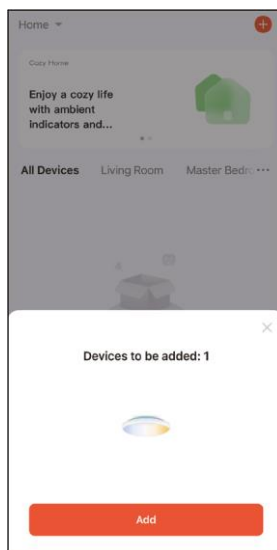 Home
Cozy Home
Enjoy a cozy life
with ambient
indicators and...
All Devices Living Room Master Bedro
Devices to be added: 1
Add